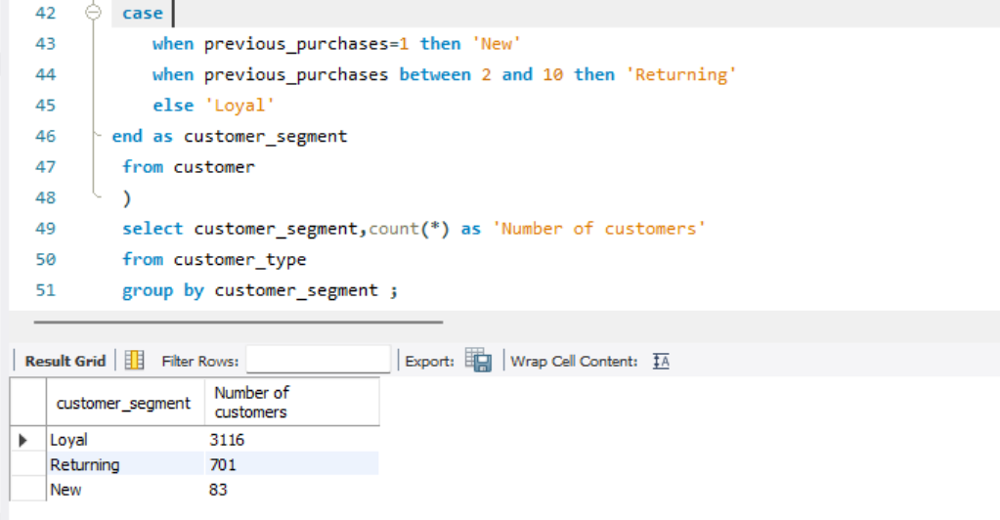 42 case
43 when previous_purchases=1 then 'New'
44 when previous_purchases between 2 and 10 then 'Returning'
45 else 'Loyal'
46 end as customer_segment
47 from customer
48 )
49 select customer_segment,count(*) as 'Number of customers'
50 from customer_type
51 group by customer_segment ;
Result Grid Filter Rows: Export: Wrap Cell Content: IA
customer_segment Number of
customers
Loyal 3116
Returning 701
New 83